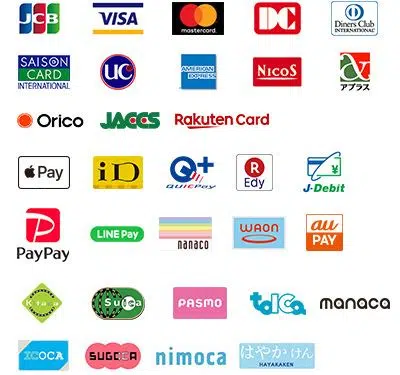 JCB
VISA
mastercard.
DC
Diners Club
INTERNATIONAL
SAISON
CARD
INTERNATIONAL
UC
AMERICAN
EXPRESS
NICOS
アプラス
Orico
JACCS
Rakuten Card
Pay
iD
QUICPay
R
Edy
J-Debit
PayPay
LINE Pay
nanaco
WAON
au
PAY
Kitaca
Suica
PASMO
toICa
manaca
ICOCA
SUGOCA
nimoca
はやかけん
HAYAKAKEN